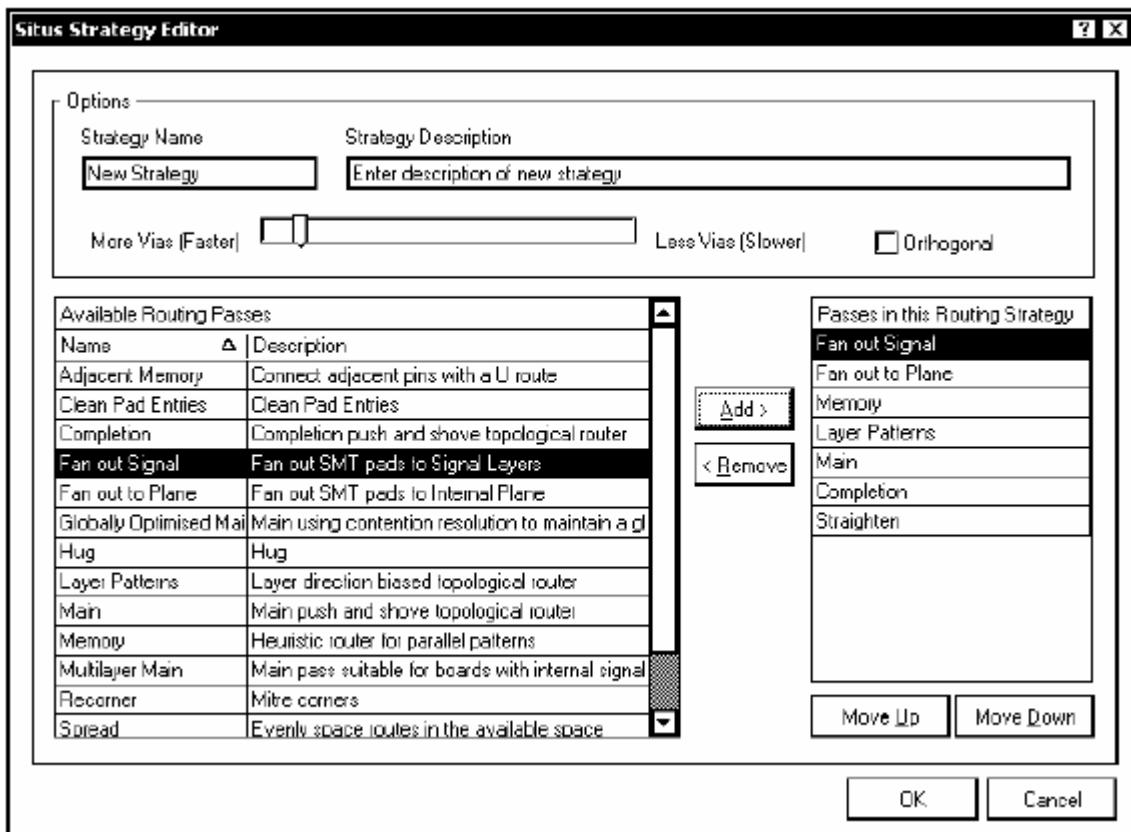 Situs Strategy Editor
Options
Strategy Name Strategy Description
New Strategy Enter description of new strategy
More Vias (Faster) Less Vias (Slower) Orthogonal
Available Routing Passes
Name Description
Adjacent Memory Connect adjacent pins with a U route
Clean Pad Entries Clean Pad Entries
Completion Completion push and shove topological router
Fan out Signal Fan out SMT pads to Signal Layers
Fan out to Plane Fan out SMT pads to Internal Plane
Globally Optimised Mai Main using contention resolution to maintain a gl
Hug Hug
Layer Patterns Layer direction biased topological router
Main Main push and shove topological router
Memory Heuristic router for parallel patterns
Multilayer Main Main pass suitable for boards with internal signal
Recorner Mitre corners
Spread Evenly space routes in the available space
Add >
< Remove
Passes in this Routing Strategy
Fan out Signal
Fan out to Plane
Memory
Layer Patterns
Main
Completion
Straighten
Move Up Move Down
OK Cancel